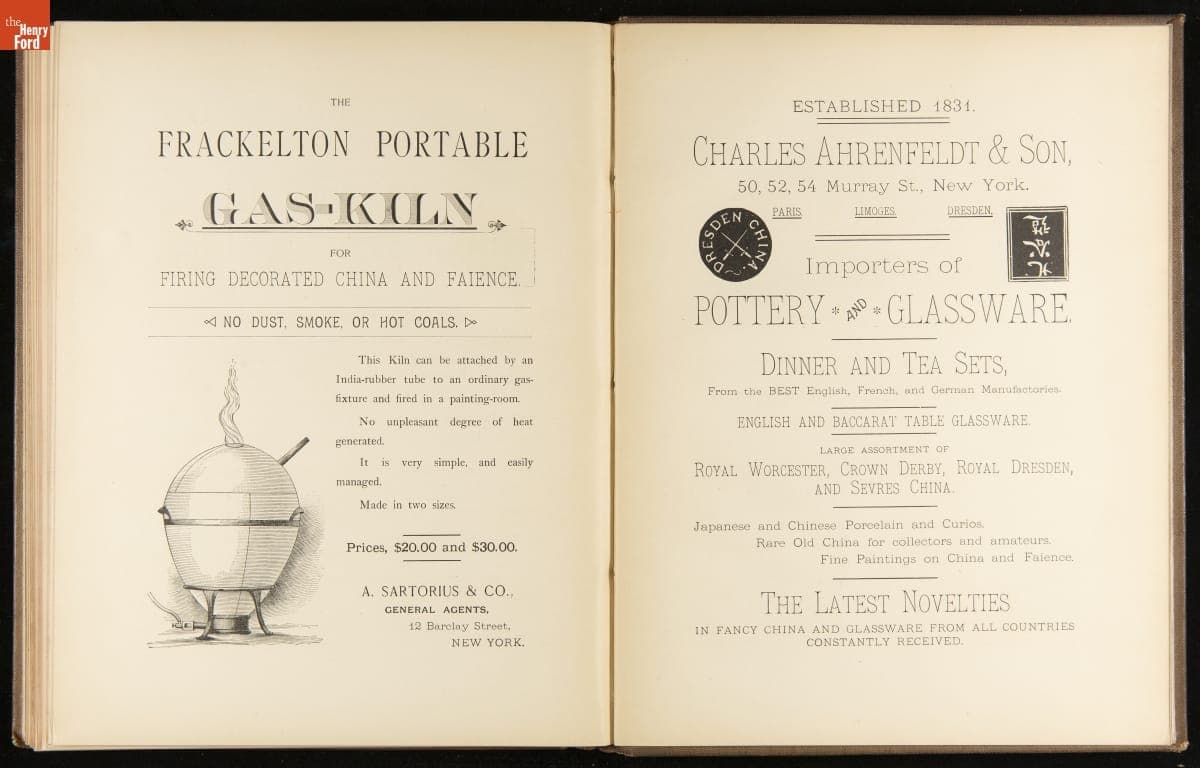 the
Henry
Ford
THE
FRACKELTON PORTABLE
GAS-KILN
FOR
FIRING DECORATED CHINA AND FAIENCE.
NO DUST, SMOKE, OR HOT COALS.
This Kiln can be attached by an
India-rubber tube to an ordinary gas-
fixture and fired in a painting-room.
No unpleasant degree of heat
generated.
It is very simple, and easily
managed.
Made in two sizes.
Prices, $20.00 and $30.00.
A. SARTORIUS & CO.,
GENERAL AGENTS,
12 Barclay Street,
NEW YORK.
ESTABLISHED 1831.
CHARLES AHRENFELDT & SON,
50, 52, 54 Murray St., New York.
PARIS. LIMOGES. DRESDEN.
DRESDEN CHINA.
Importers of
POTTERY * AND * GLASSWARE.
DINNER AND TEA SETS,
From the BEST English, French, and German Manufactories.
ENGLISH AND BACCARAT TABLE GLASSWARE.
LARGE ASSORTMENT OF
ROYAL WORCESTER, CROWN DERBY, ROYAL DRESDEN,
AND SEVRES CHINA.
Japanese and Chinese Porcelain and Curios.
Rare Old China for collectors and amateurs.
Fine Paintings on China and Faience.
THE LATEST NOVELTIES
IN FANCY CHINA AND GLASSWARE FROM ALL COUNTRIES
CONSTANTLY RECEIVED.